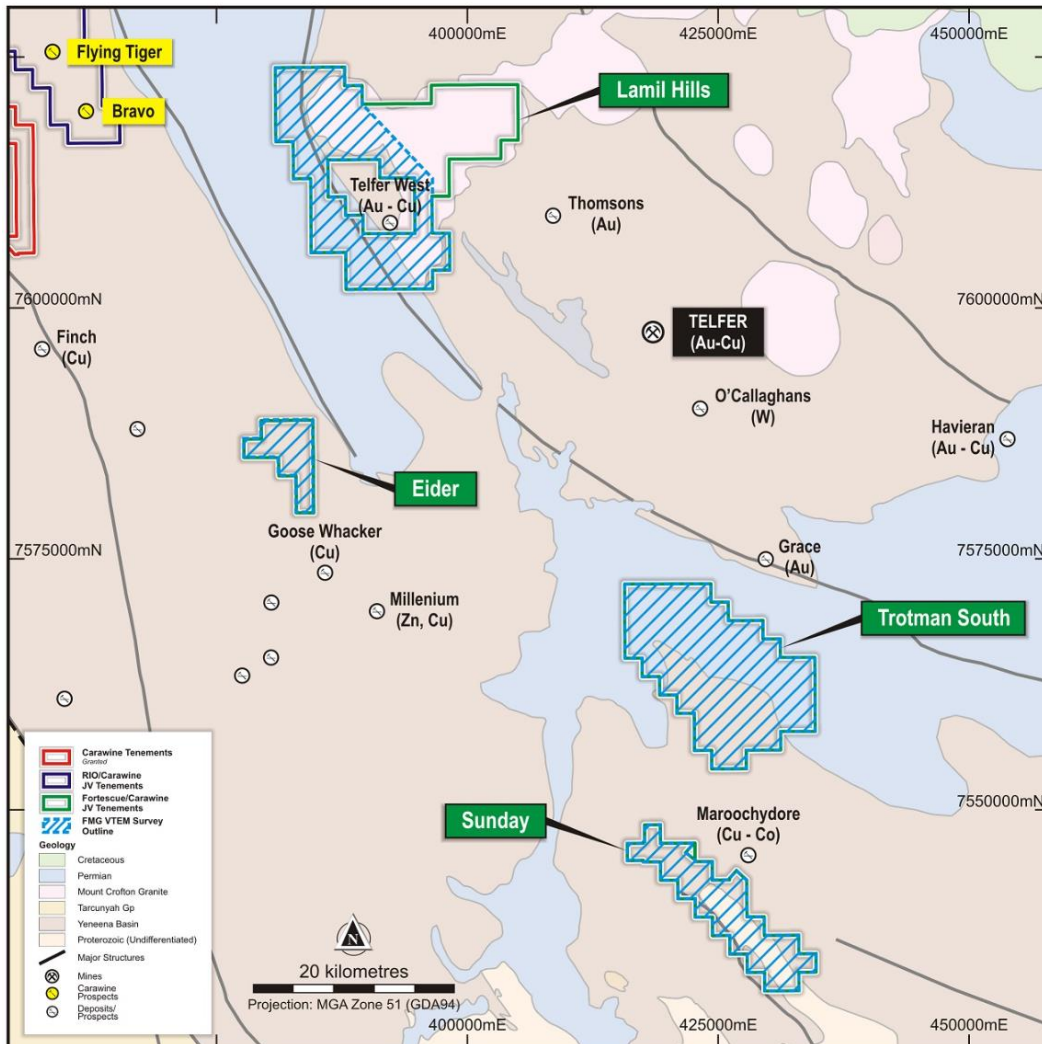 400000mE
425000mE
450000mE
Flying Tiger
Bravo
Lamil Hills
Telfer West
(Au - Cu)
Thomsons
(Au)
7600000mN
7600000mN
TELFER
(Au-Cu)
Finch
(Cu)
O'Callaghans
(W)
Havieran
(Au - Cu)
Eider
Goose Whacker
(Cu)
7575000mN
7575000mN
Grace
(Au)
Millenium
(Zn, Cu)
Trotman South
Sunday
Maroochydore
(Cu - Co)
7550000mN
Carawine Tenements
Granted
RIO/Carawine
JV Tenements
Fortescue/Carawine
JV Tenements
FMG VTEM Survey
Outline
Geology
Cretaceous
Permian
Mount Crofton Granite
Tarcunyah Gp
Yeneena Basin
Proterozoic (Undifferentiated)
Major Structures
Mines
Carawine
Prospects
Deposits/
Prospects
N
20 kilometres
Projection: MGA Zone 51 (GDA94)
400000mE
425000mE
450000mE